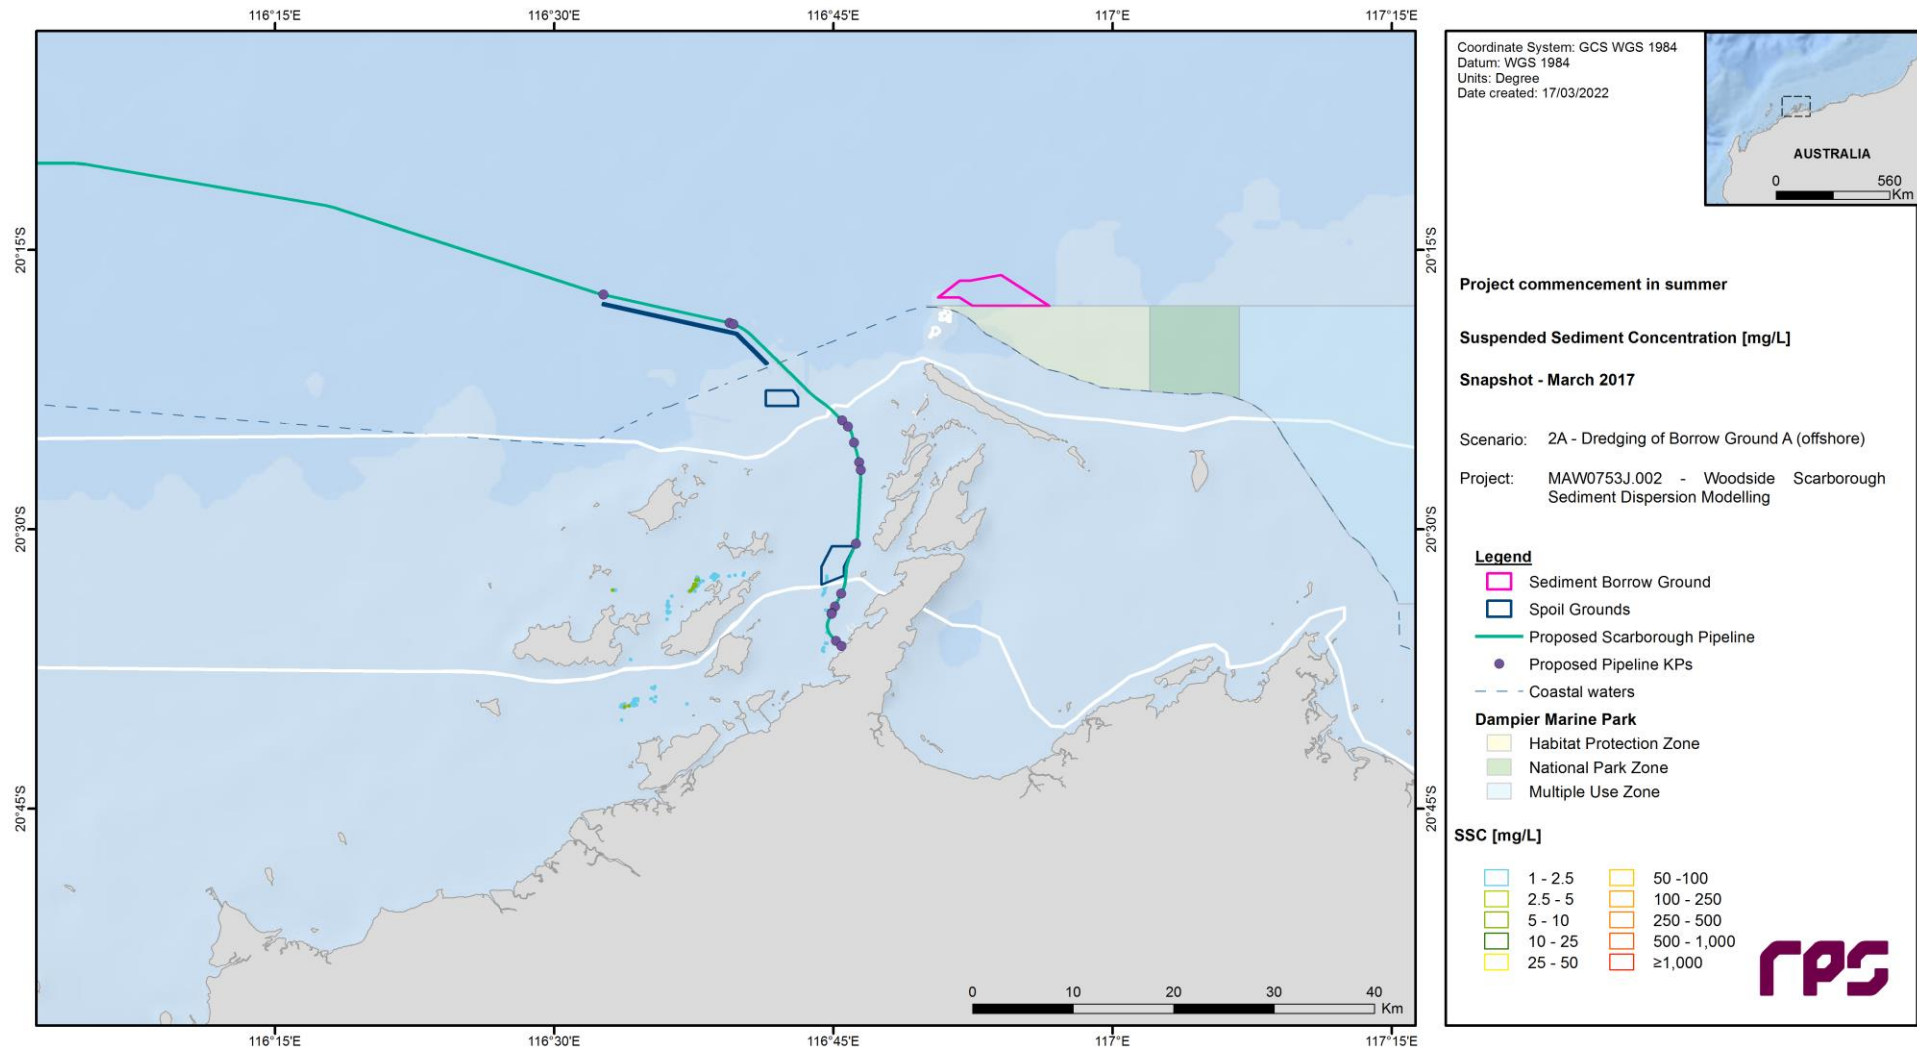 116°15'E 116°30'E 116°45'E 117°E 117°15'E
20°15'S 20°15'S
20°30'S 20°30'S
20°45'S 20°45'S
0 10 20 30 40
Km
116°15'E 116°30'E 116°45'E 117°E 117°15'E
Coordinate System: GCS WGS 1984
Datum: WGS 1984
Units: Degree
Date created: 17/03/2022
AUSTRALIA
0 560
Km
Project commencement in summer
Suspended Sediment Concentration [mg/L]
Snapshot - March 2017
Scenario: 2A - Dredging of Borrow Ground A (offshore)
Project: MAW0753J.002 - Woodside Scarborough
Sediment Dispersion Modelling
Legend
Sediment Borrow Ground
Spoil Grounds
Proposed Scarborough Pipeline
Proposed Pipeline KPs
Coastal waters
Dampier Marine Park
Habitat Protection Zone
National Park Zone
Multiple Use Zone
SSC [mg/L]
1 - 2.5 50 -100
2.5 - 5 100 - 250
5 - 10 250 - 500
10 - 25 500 - 1,000
25 - 50 ≥1,000
rps